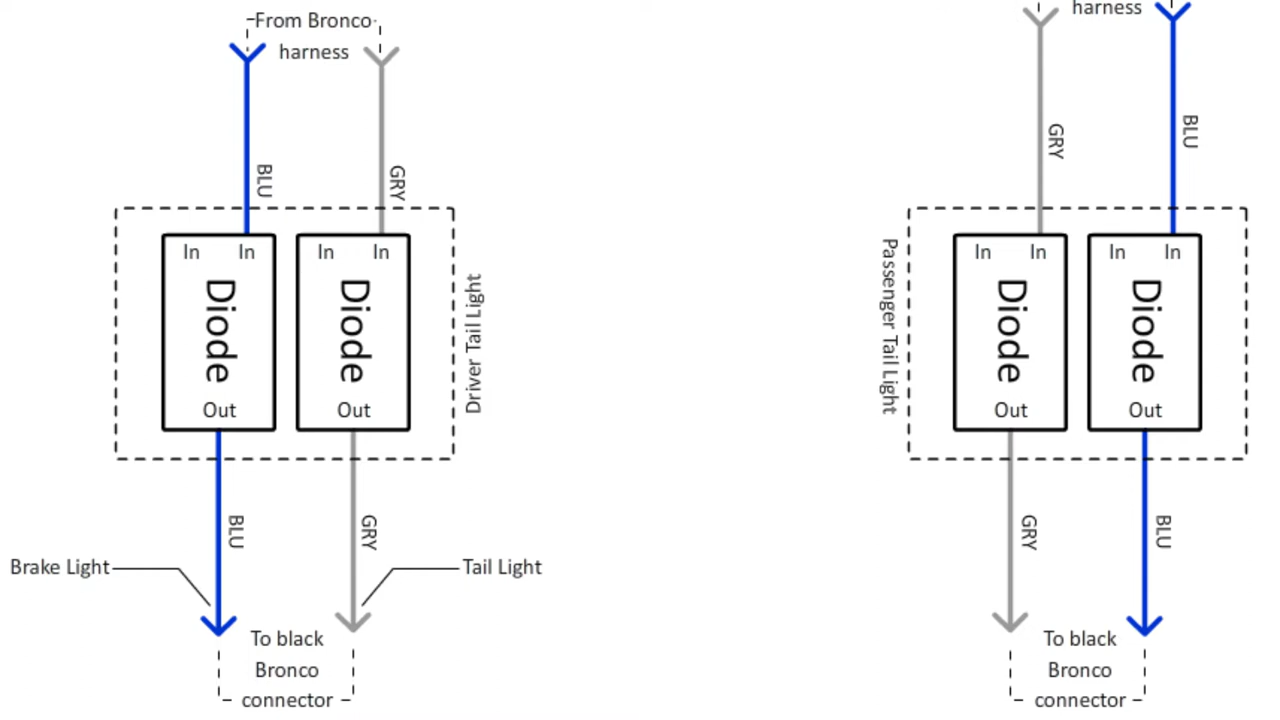 From Bronco
harness
BLU
GRY
In In
Diode
Out
In In
Diode
Out
Driver Tail Light
BLU
GRY
Brake Light
Tail Light
To black
Bronco
connector
harness
GRY
BLU
Passenger Tail Light
In In
Diode
Out
In In
Diode
Out
GRY
BLU
To black
Bronco
connector